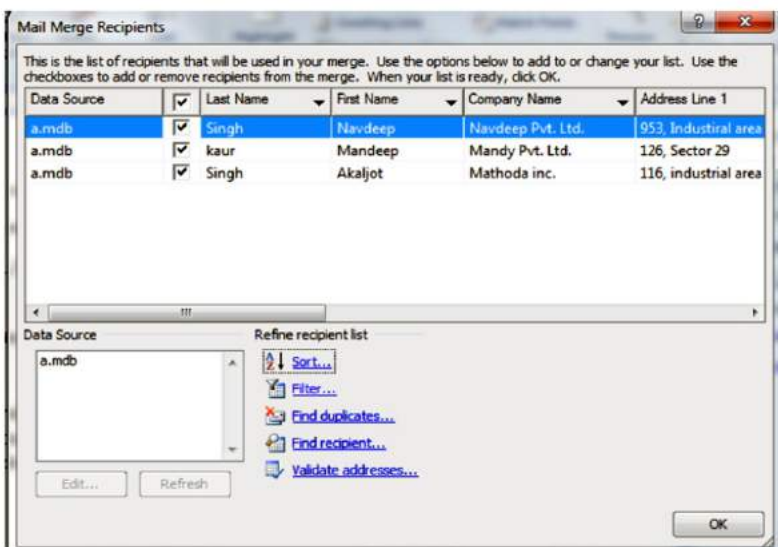 Mail Merge Recipients
This is the list of recipients that will be used in your merge. Use the options below to add to or change your list. Use the
checkboxes to add or remove recipients from the merge. When your list is ready, click OK.
Data Source Last Name First Name Company Name Address Line 1
a.mdb Singh Navdeep Navdeep Pvt. Ltd. 953, Industiral area
a.mdb kaur Mandeep Mandy Pvt. Ltd. 126, Sector 29
a.mdb Singh Akaljot Mathoda inc. 116, industrial area
Data Source Refine recipient list
a.mdb
Sort...
Filter...
Find duplicates...
Find recipient...
Validate addresses...
Edit... Refresh
OK